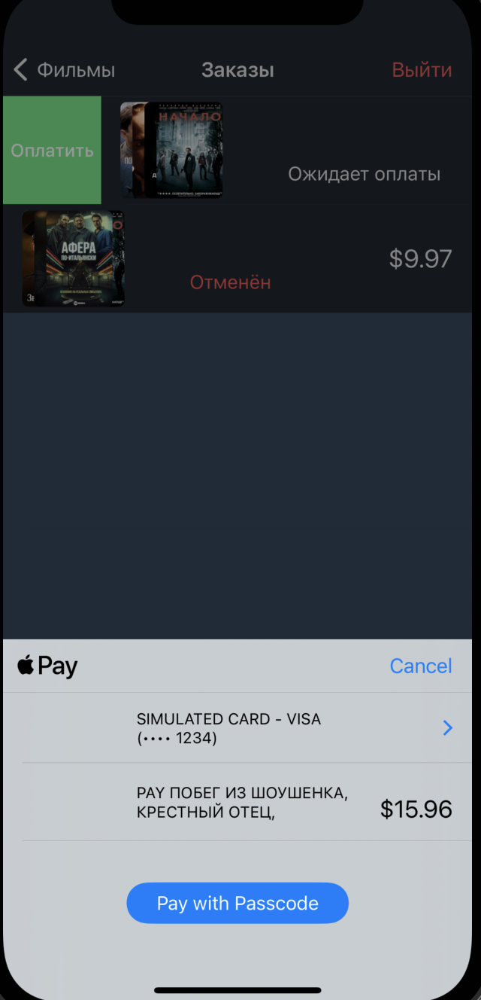 Фильмы
Заказы
Выйти
Оплатить
НАЧАЛО
Ожидает оплаты
АФЕРА
ПО-ИТАЛЬЯНСКИ
$9.97
Отменён
Pay
Cancel
SIMULATED CARD - VISA
(•••• 1234)
PAY ПОБЕГ ИЗ ШОУШЕНКА,
КРЕСТНЫЙ ОТЕЦ,
$15.96
Pay with Passcode